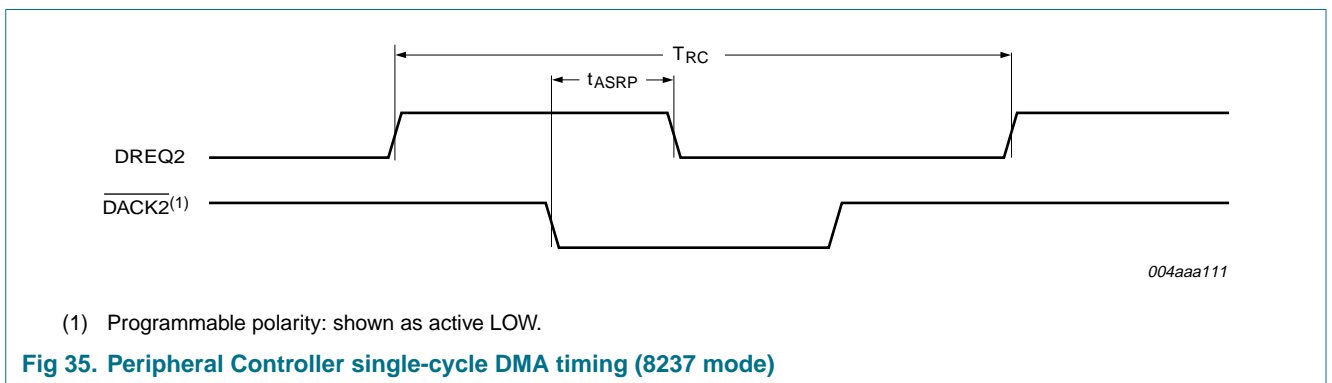 TRC
tASRP
DREQ2
DACK2(1)
004aaa111
(1) Programmable polarity: shown as active LOW.
Fig 35. Peripheral Controller single-cycle DMA timing (8237 mode)